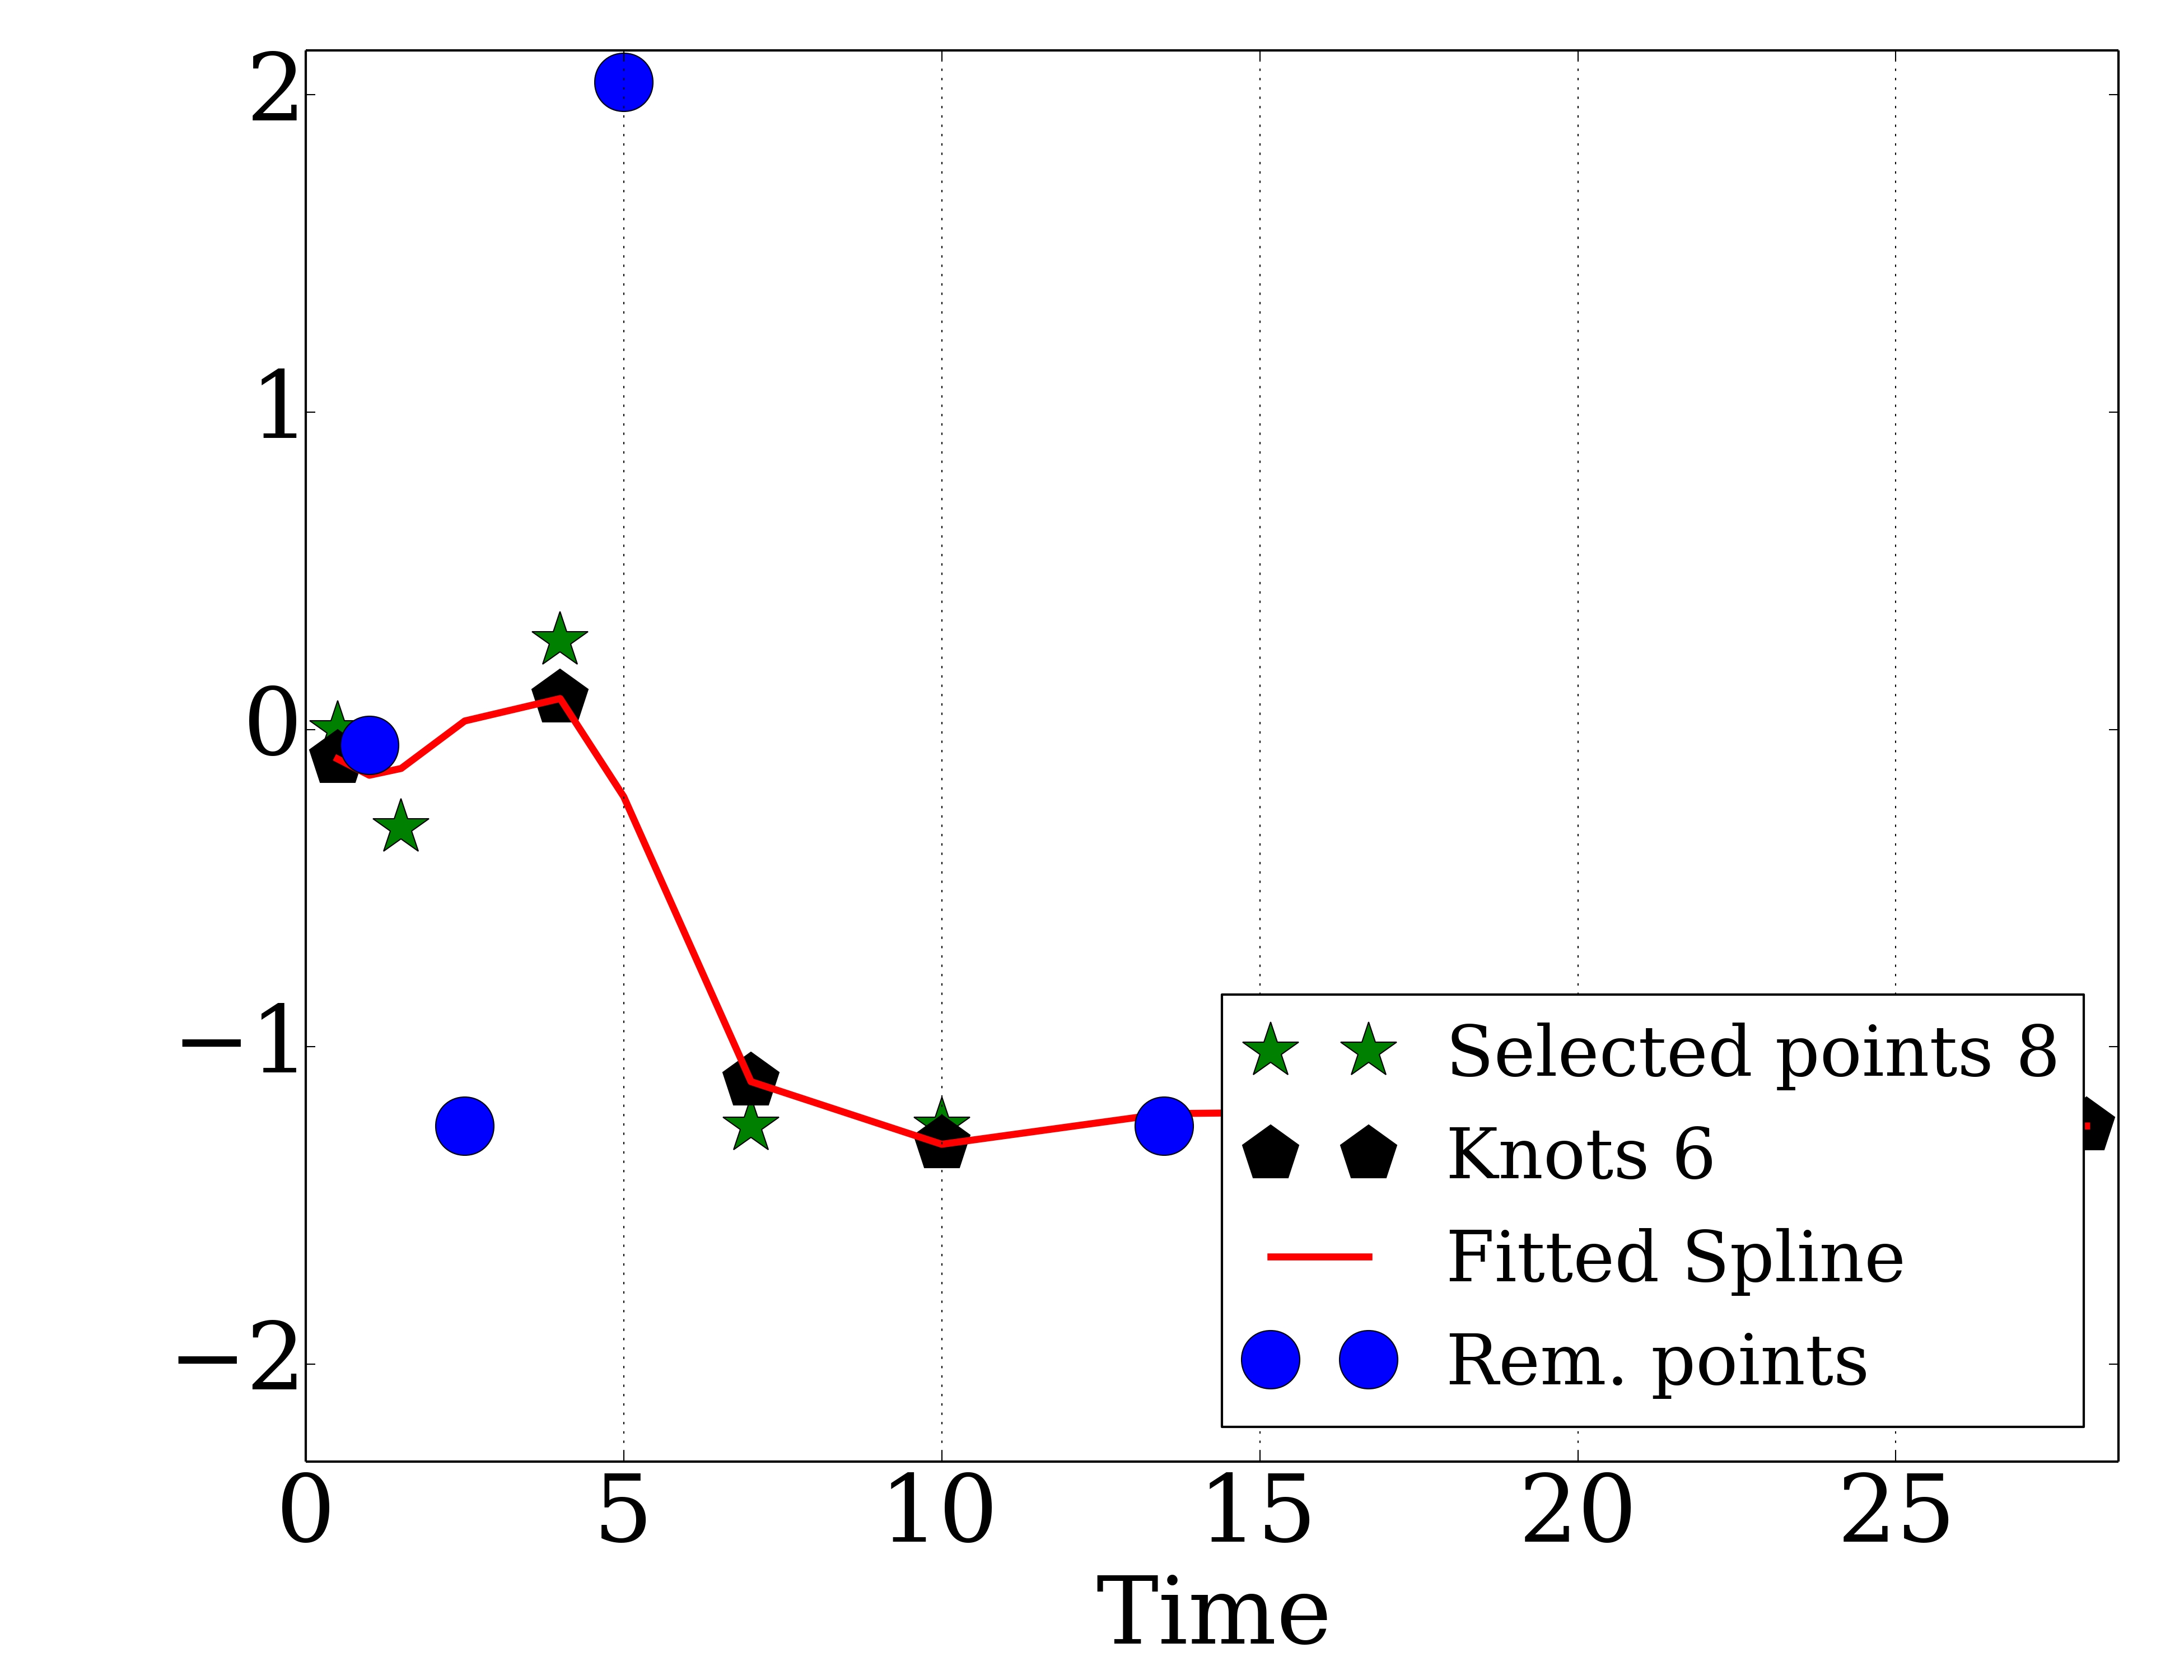 2
1
0
−1
−2
0 5 10 15 20 25
Time
Selected points 8
Knots 6
Fitted Spline
Rem. points